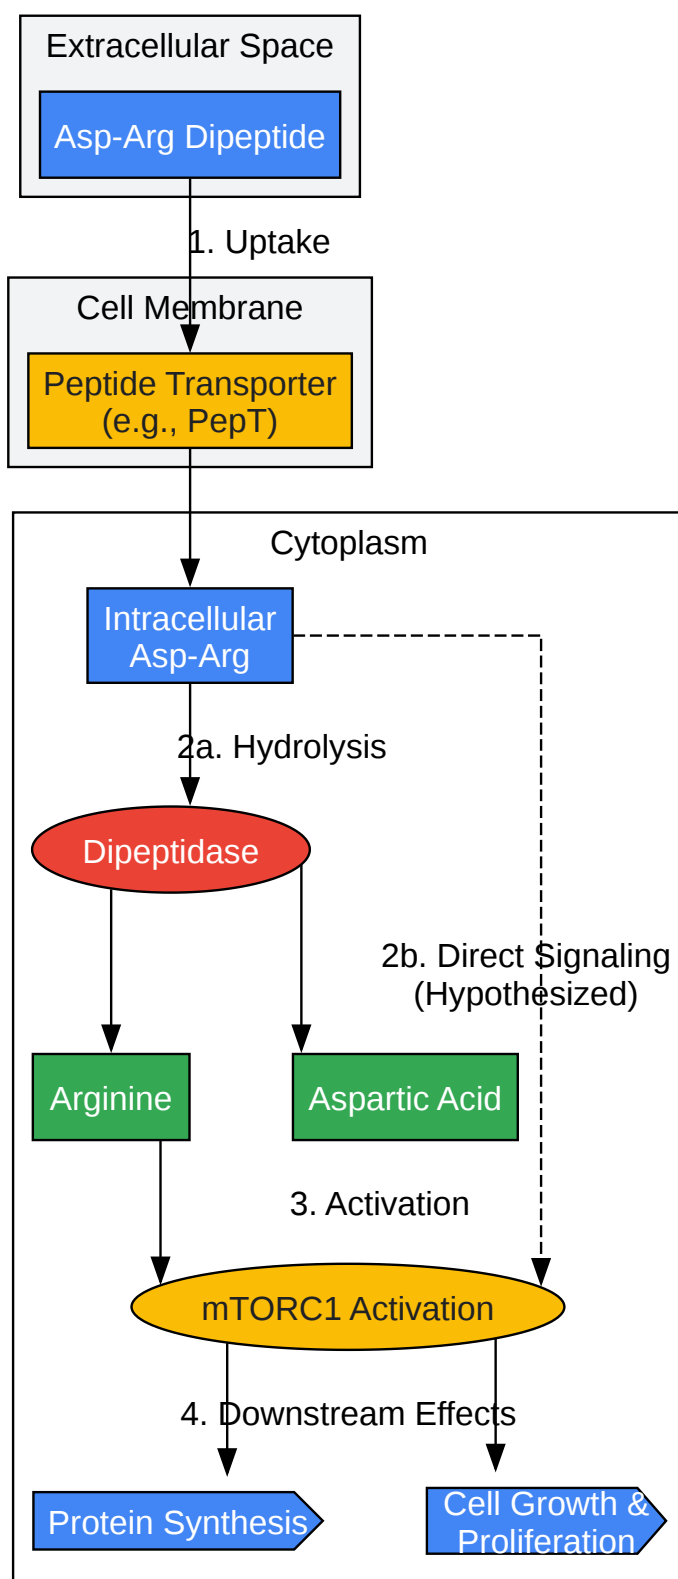 Extracellular Space
Asp-Arg Dipeptide
1. Uptake
Cell Membrane
Peptide Transporter
(e.g., PepT)
Cytoplasm
Intracellular
Asp-Arg
2a. Hydrolysis
Dipeptidase
2b. Direct Signaling
(Hypothesized)
Arginine
Aspartic Acid
3. Activation
mTORC1 Activation
4. Downstream Effects
Protein Synthesis
Cell Growth &
Proliferation